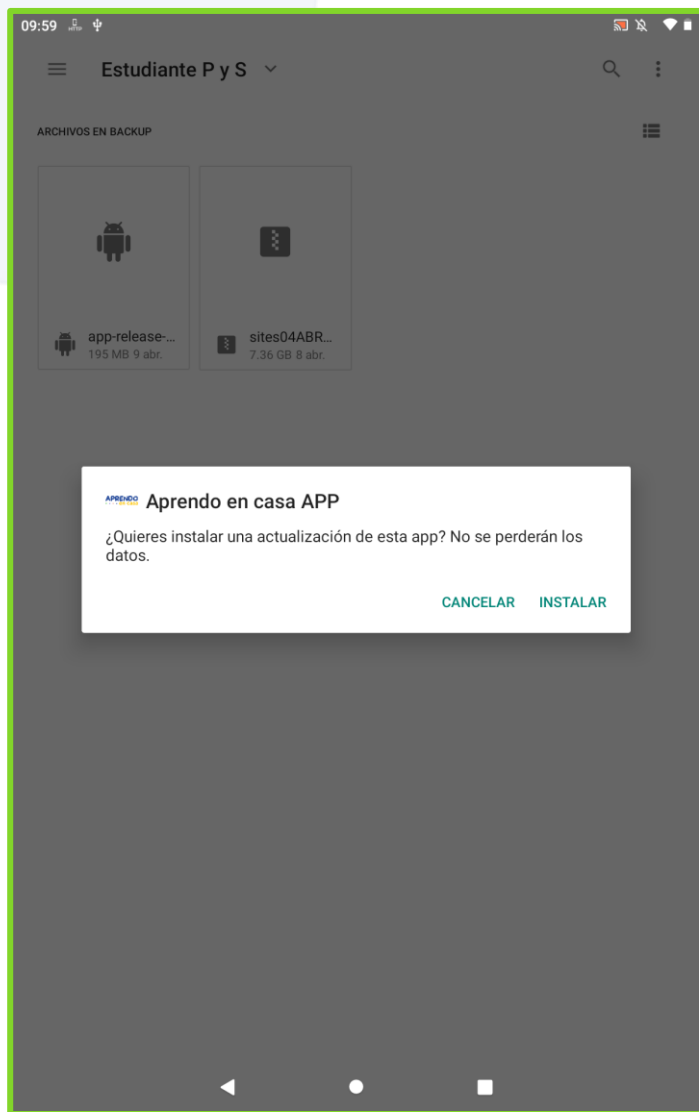 09:59
Estudiante P y S
ARCHIVOS EN BACKUP
app-release-...
195 MB 9 abr.
sites04ABR...
7.36 GB 8 abr.
APRENDO
Aprendo en casa APP
¿Quieres instalar una actualización de esta app? No se perderán los
datos.
CANCELAR INSTALAR